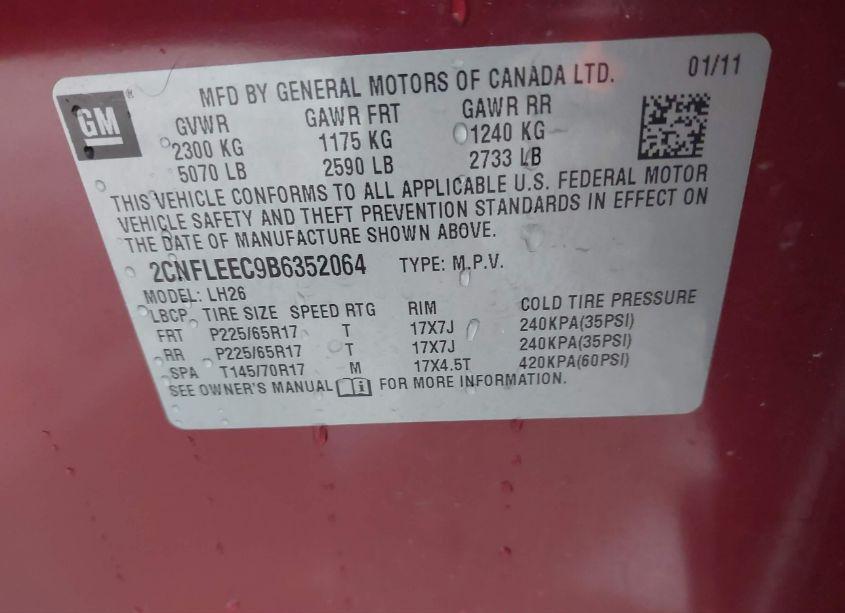 GM ®
MFD BY GENERAL MOTORS OF CANADA LTD. 01/11
GVWR GAWR FRT GAWR RR
2300 KG 1175 KG 1240 KG
5070 LB 2590 LB 2733 LB
THIS VEHICLE CONFORMS TO ALL APPLICABLE U.S. FEDERAL MOTOR
VEHICLE SAFETY AND THEFT PREVENTION STANDARDS IN EFFECT ON
THE DATE OF MANUFACTURE SHOWN ABOVE.
2CNFLEEC9B6352064 TYPE: M.P.V.
MODEL: LH26
LBCP TIRE SIZE SPEED RTG RIM COLD TIRE PRESSURE
FRT P225/65R17 T 17X7J 240KPA(35PSI)
RR P225/65R17 T 17X7J 240KPA(35PSI)
SPA T145/70R17 M 17X4.5T 420KPA(60PSI)
SEE OWNER'S MANUAL i FOR MORE INFORMATION.